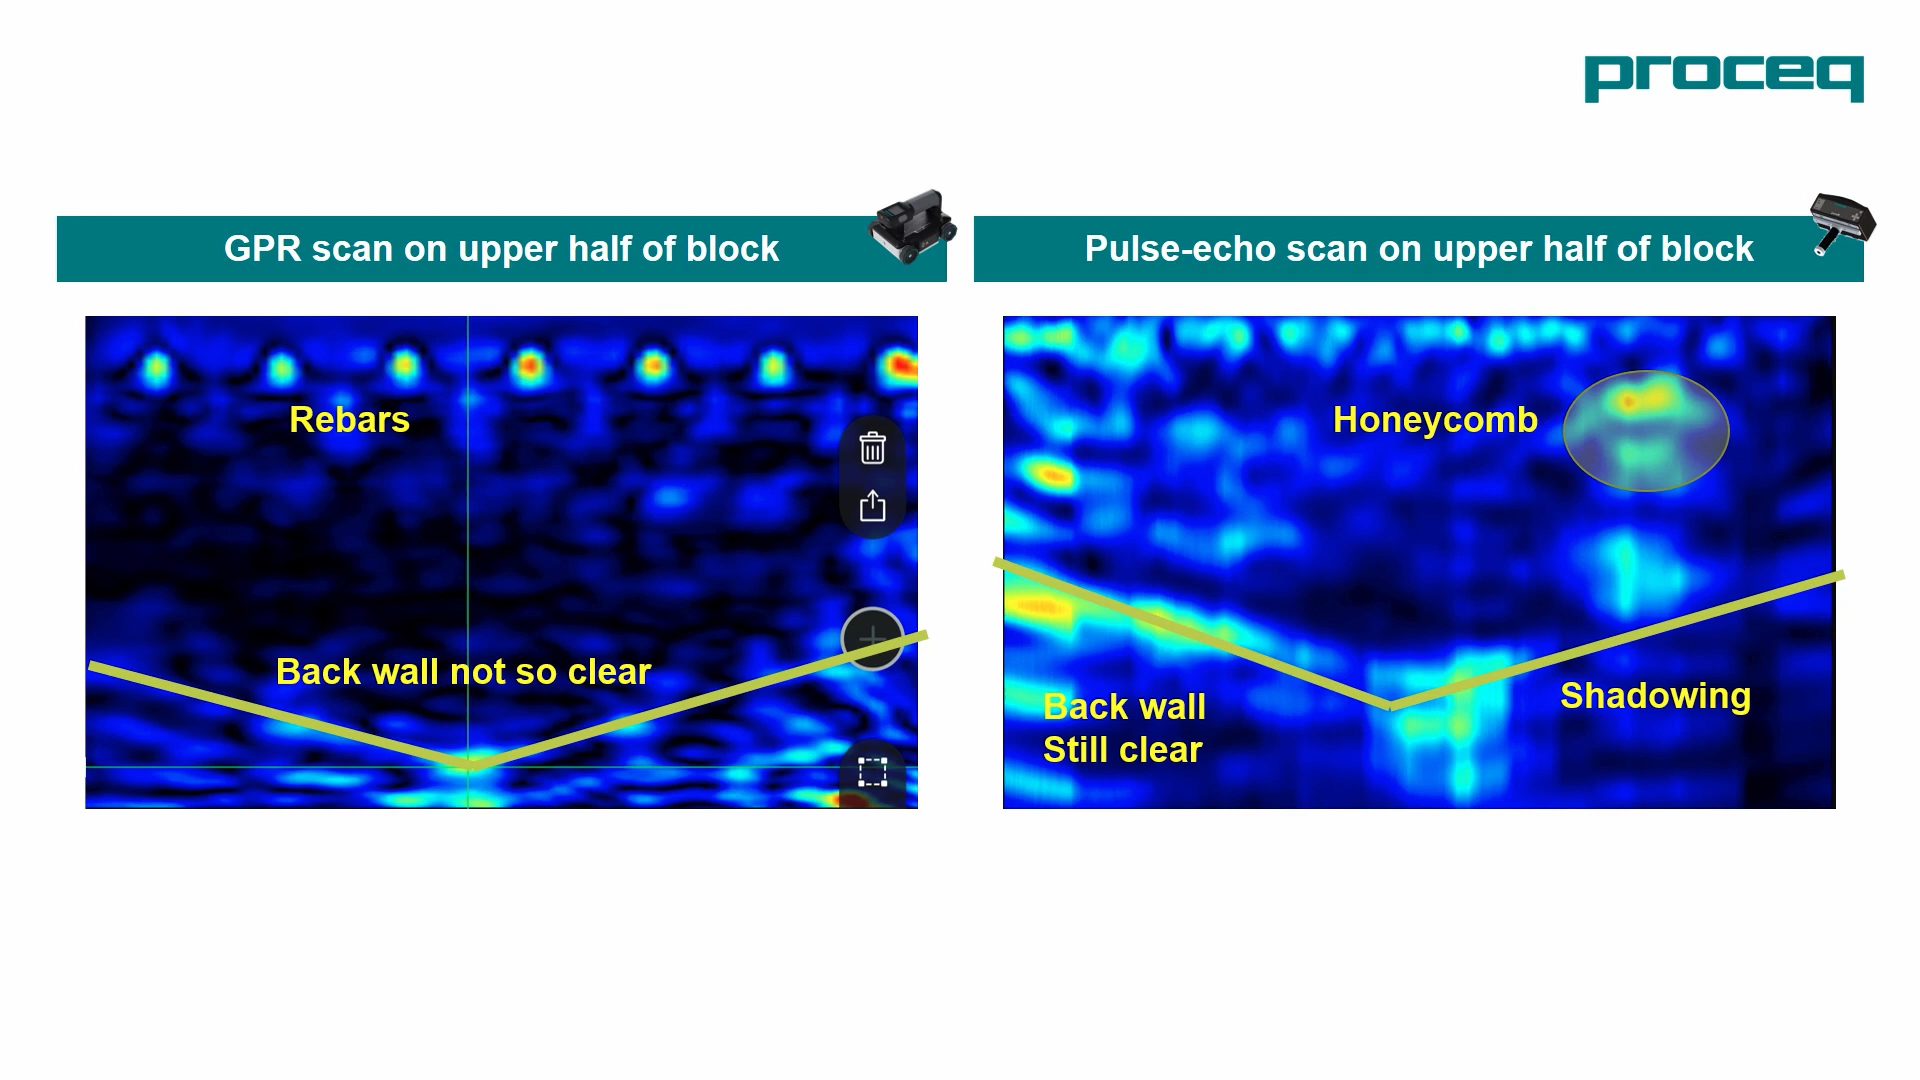 proceq
GPR scan on upper half of block
Pulse-echo scan on upper half of block
Rebars
Back wall not so clear
Honeycomb
Back wall
Still clear
Shadowing